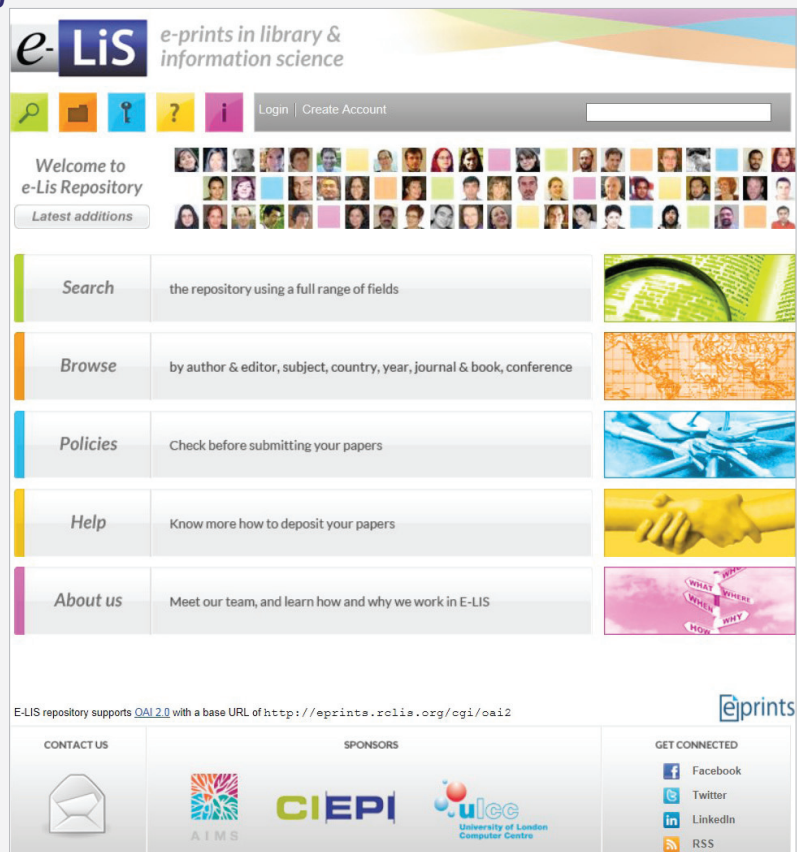 e-LiS
e-prints in library &
information science
? i Login | Create Account
Welcome to
e-Lis Repository
Latest additions
Search
the repository using a full range of fields
Browse
by author & editor, subject, country, year, journal & book, conference
Policies
Check before submitting your papers
Help
Know more how to deposit your papers
About us
Meet our team, and learn how and why we work in E-LIS
WHAT
WHERE
WHEN
WHY
HOW
E-LIS repository supports OAI 2.0 with a base URL of http://eprints.rclis.org/cgi/oai2
eprints
CONTACT US
SPONSORS
GET CONNECTED
AIMS
CIEPI
ulcc
University of London
Computer Centre
Facebook
Twitter
LinkedIn
RSS